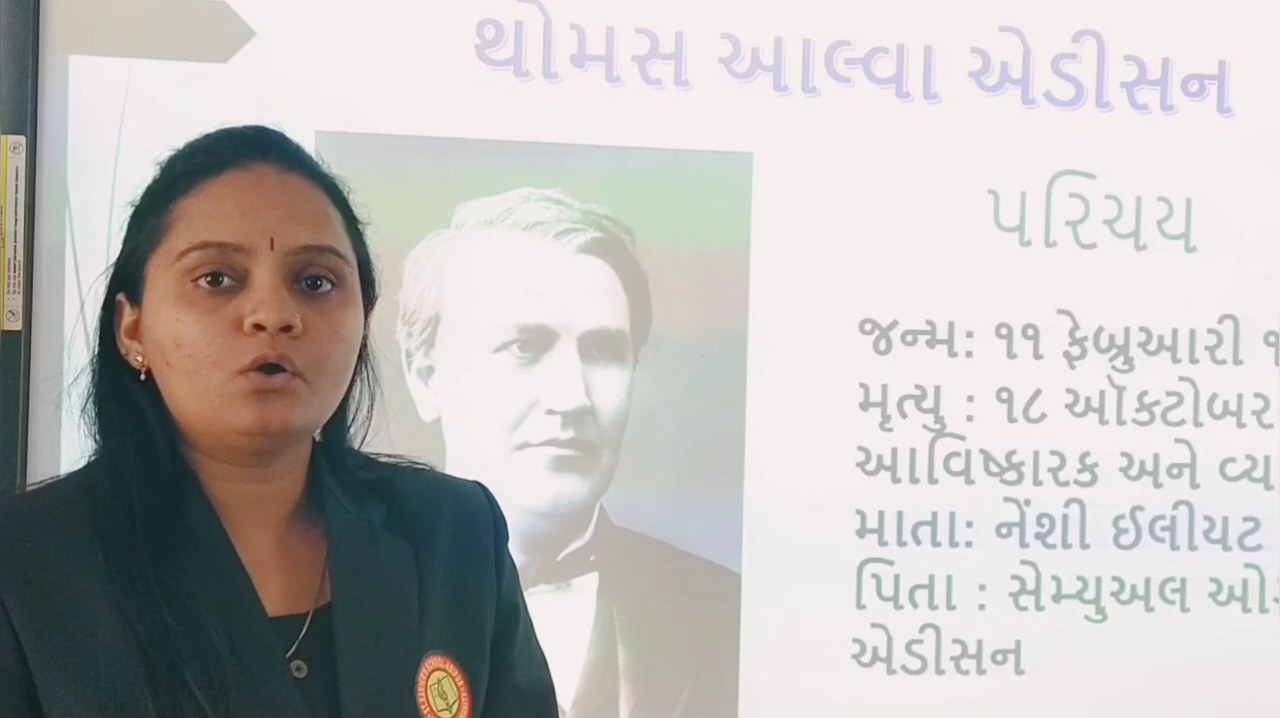 થોમસ આલ્વા એડીસન
પરિચય
જન્મ: ૧૧ ફેબ્રુઆરી
મૃત્યુ : ૧૮ ઑક્ટોબર
આવિષ્કારક અને
માતા: નેંશી ઈલીયટ
પિતા : સેમ્યુઅલ
એડીસન